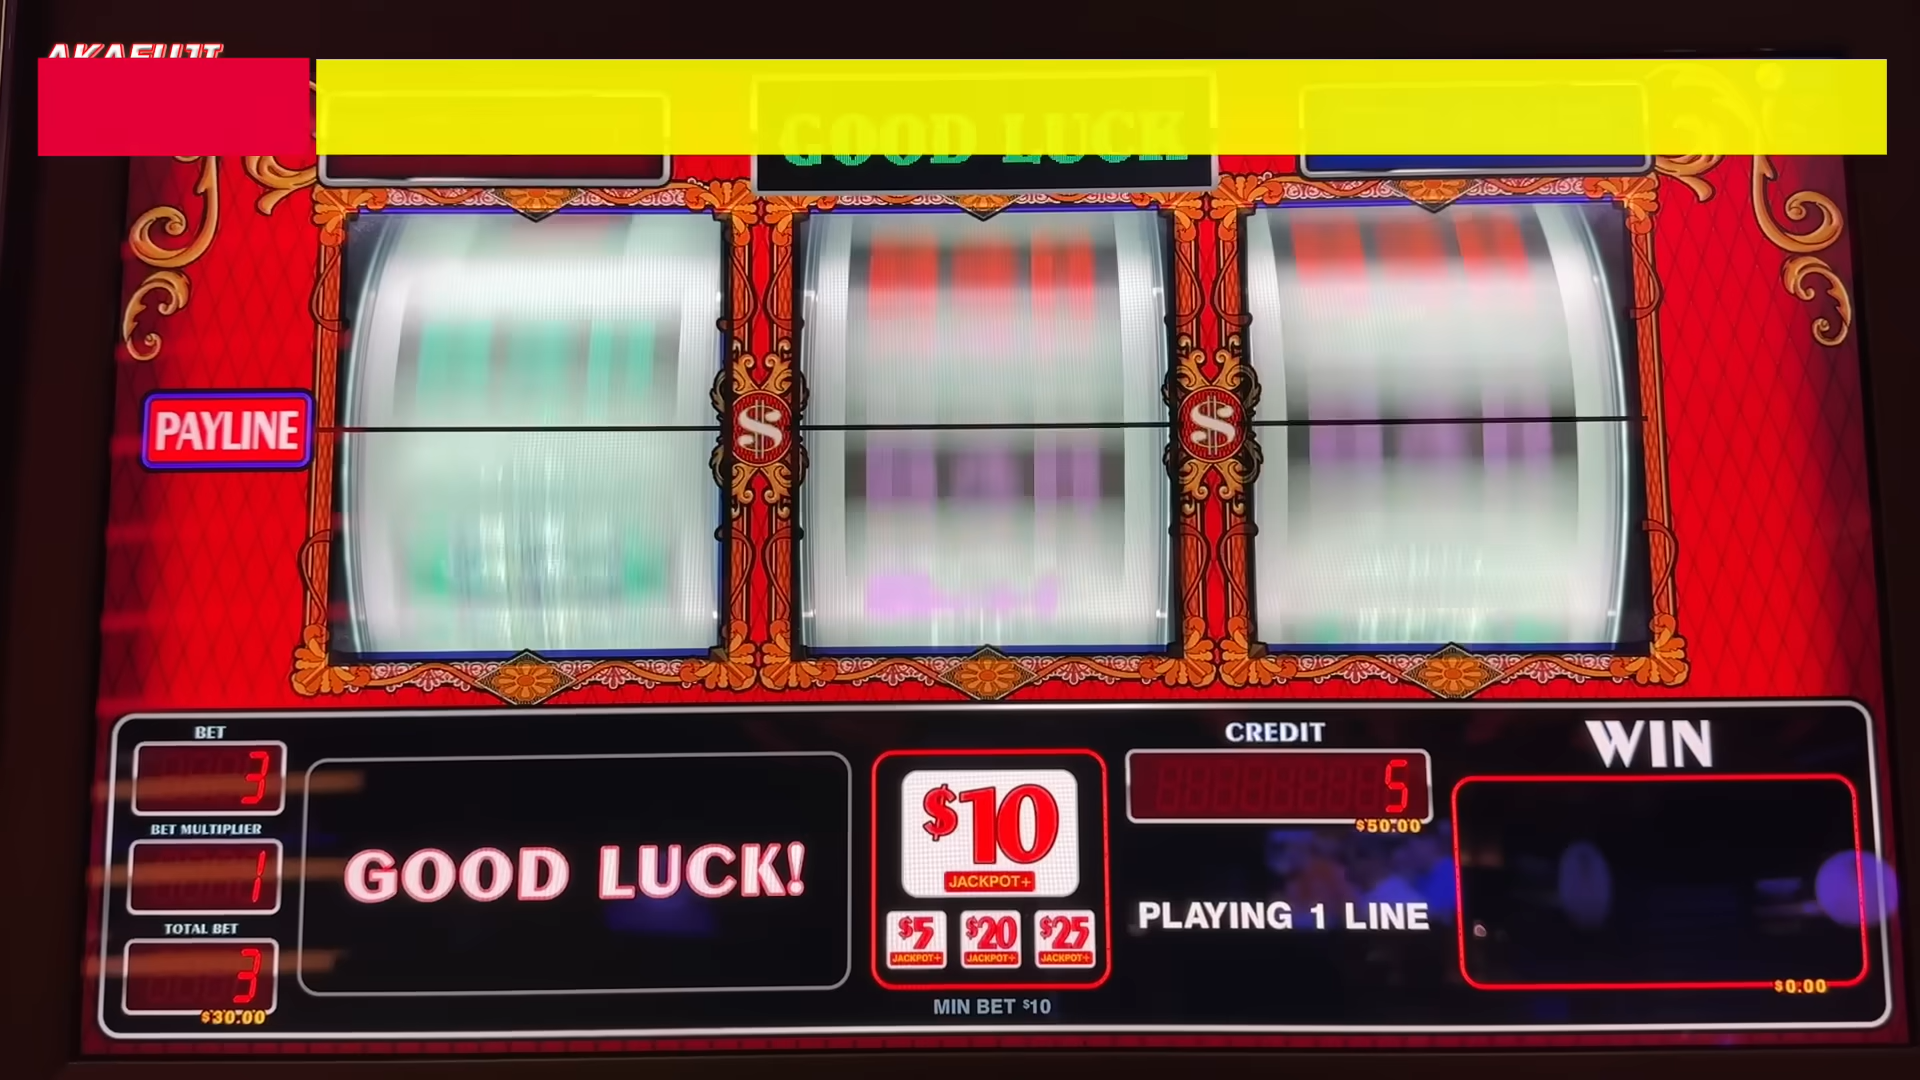 AKAFUJI
GOOD LUCK
PAYLINE
$
$
BET
3
BET MULTIPLIER
1
TOTAL BET
3
$30.00
GOOD LUCK!
$10
JACKPOT+
$5
JACKPOT+
$20
JACKPOT+
$25
JACKPOT+
MIN BET $10
CREDIT
5
$50.00
PLAYING 1 LINE
WIN
$0.00